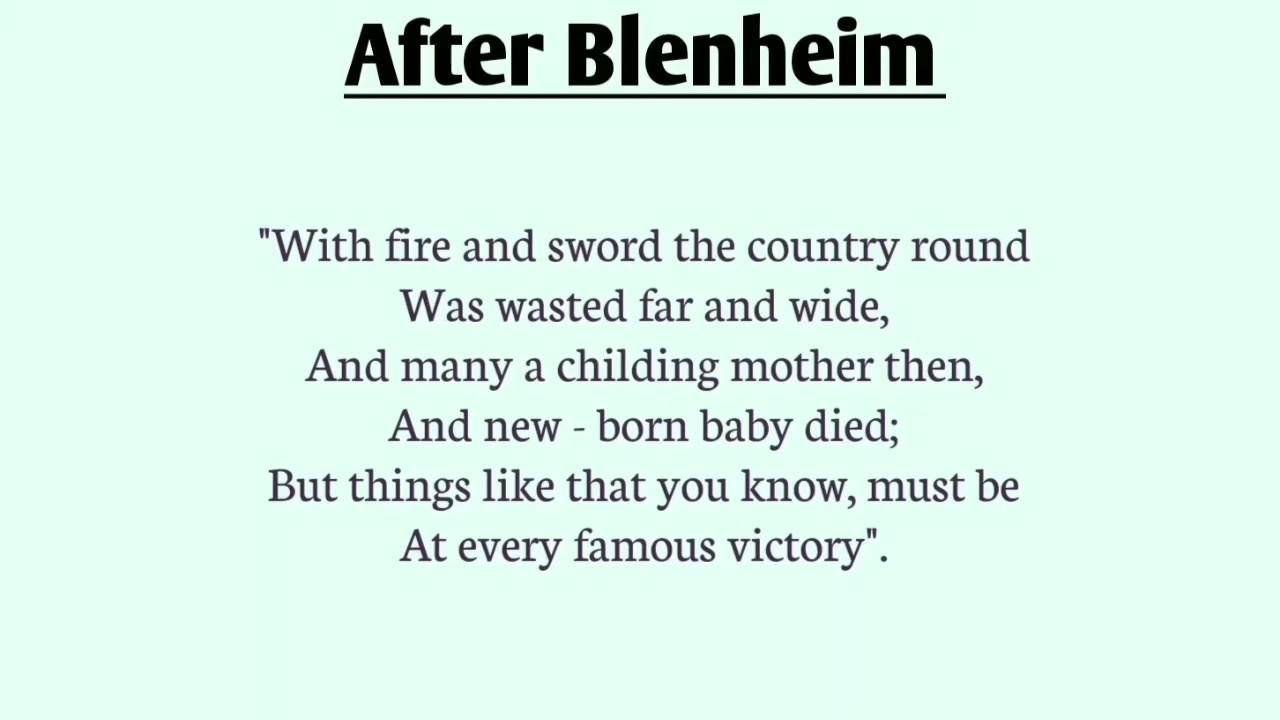 After Blenheim
"With fire and sword the country round
Was wasted far and wide,
And many a childing mother then,
And new - born baby died;
But things like that you know, must be
At every famous victory".